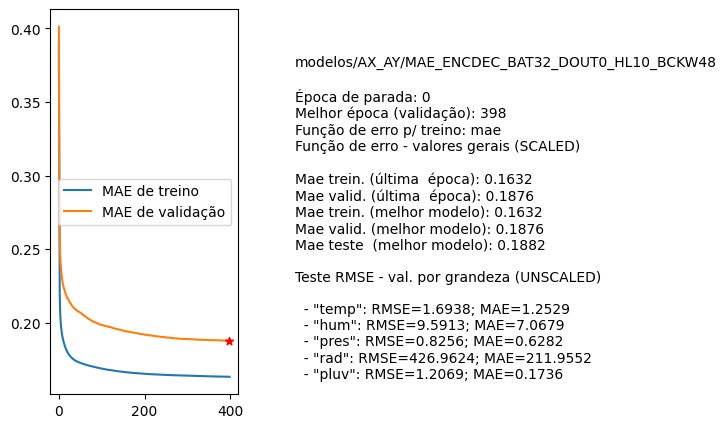 0.40
0.35
0.30
0.25
0.20
0
200
400
MAE de treino
MAE de validação
modelos/AX_AY/MAE_ENCDEC_BAT32_DOUT0_HL10_BCKW48
Época de parada: 0
Melhor época (validação): 398
Função de erro p/ treino: mae
Função de erro - valores gerais (SCALED)
Mae trein. (última  época): 0.1632
Mae valid. (última  época): 0.1876
Mae trein. (melhor modelo): 0.1632
Mae valid. (melhor modelo): 0.1876
Mae teste  (melhor modelo): 0.1882
Teste RMSE - val. por grandeza (UNSCALED)
- "temp": RMSE=1.6938; MAE=1.2529
- "hum": RMSE=9.5913; MAE=7.0679
- "pres": RMSE=0.8256; MAE=0.6282
- "rad": RMSE=426.9624; MAE=211.9552
- "pluv": RMSE=1.2069; MAE=0.1736